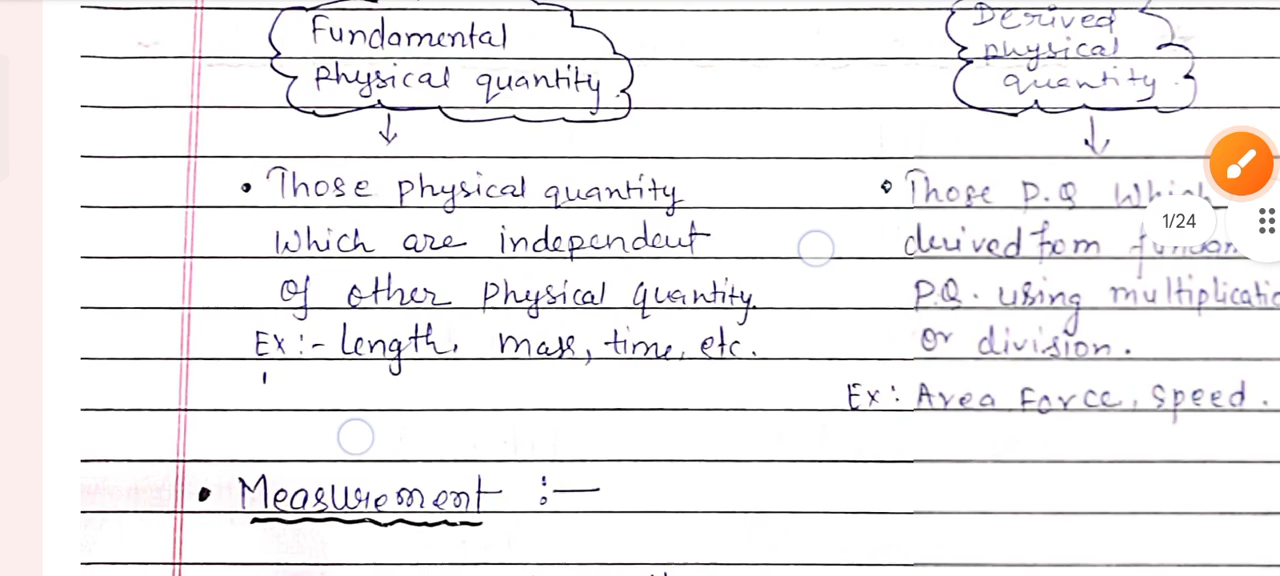 Fundamental
physical quantity.
Derived
physical
quantity.
• Those physical quantity
which are independent
of other physical quantity.
Ex :- length, mass, time, etc.
• Those P.Q which
derived from
P.Q. using
or division.
Ex: Area Force, speed.
1/24
• Measurement :—